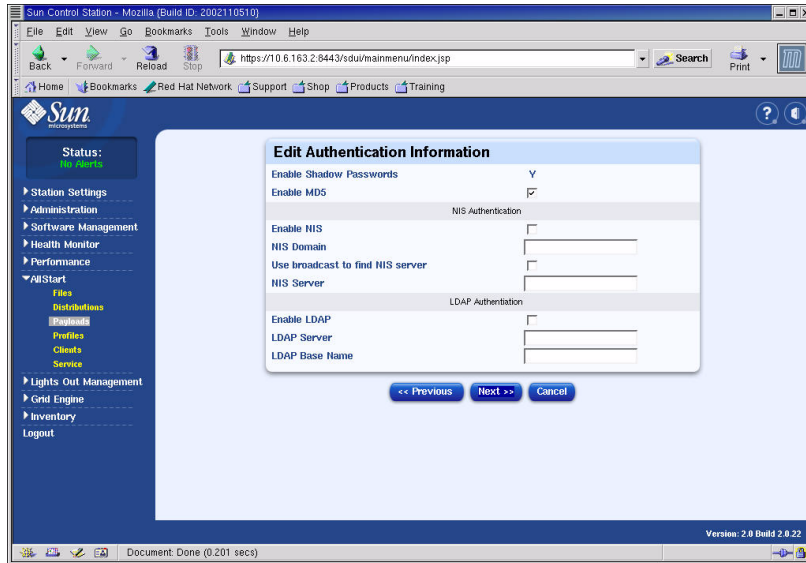 Sun Control Station - Mozilla {Build ID: 2002110510}
File Edit View Go Bookmarks Tools Window Help
Back Forward Reload Stop https://10.6.163.2:8443/sdui/mainmenu/index.jsp Search Print
Home Bookmarks Red Hat Network Support Shop Products Training
Sun
microsystems
Status:
No Alerts
Station Settings
Administration
Software Management
Health Monitor
Performance
AllStart
Files
Distributions
Payloads
Profiles
Clients
Service
Lights Out Management
Grid Engine
Inventory
Logout
Edit Authentication Information
Enable Shadow Passwords Y
Enable MD5
NIS Authentication
Enable NIS
NIS Domain
Use broadcast to find NIS server
NIS Server
LDAP Authentiation
Enable LDAP
LDAP Server
LDAP Base Name
<< Previous Next >> Cancel
Version: 2.0 Build 2.0.22
Document: Done (0.201 secs)